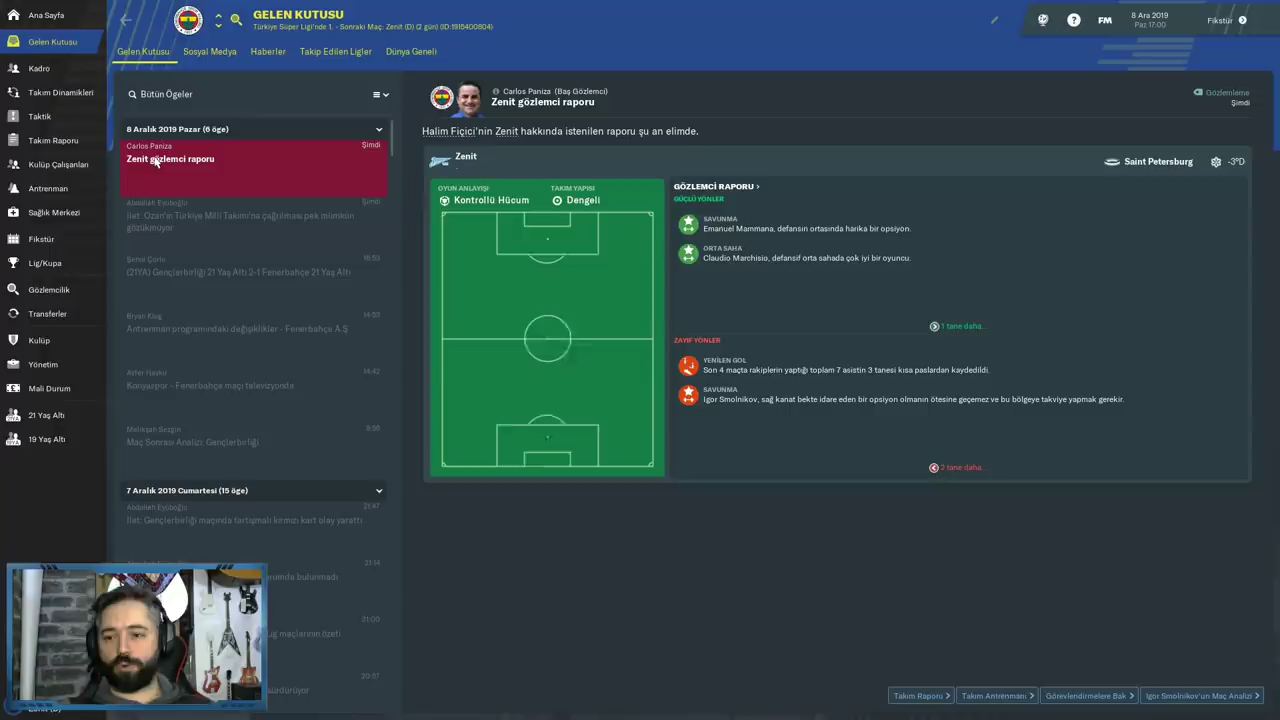 Ana Sayfa
Gelen Kutusu
Kadro
Takım Dinamikleri
Taktik
Takım Raporu
Kulüp Çalışanları
Antrenman
Sağlık Merkezi
Fikstür
Lig/Kupa
Gözlemcilik
Transferler
Kulüp
Yönetim
Mali Durum
21 Yaş Altı
19 Yaş Altı
GELEN KUTUSU
Türkiye Süper Ligi'nde 1. - Sonraki Maç: Zenit (D) (2 gün) (ID:1915400804)
FM
8 Ara 2019
Paz 17:00
Fikstür
Gelen Kutusu
Sosyal Medya
Haberler
Takip Edilen Ligler
Dünya Geneli
Bütün Ögeler
8 Aralık 2019 Pazar (6 öge)
Carlos Paniza
Şimdi
Zenit gözlemci raporu
Abdullah Eyüboğlu
Şimdi
İlet: Ozan'ın Türkiye Milli Takımı'na çağrılması pek mümkün
gözükmüyor
16:53
(21YA) Gençlerbirliği 21 Yaş Altı 2-1 Fenerbahçe 21 Yaş Altı
Bryan Klug
14:53
Antrenman programındaki değişiklikler - Fenerbahçe A.Ş
14:42
Konyaspor - Fenerbahçe maçı televizyonda
Melikşah Sezgin
8:56
Maç Sonrası Analizi: Gençlerbirliği
7 Aralık 2019 Cumartesi (15 öge)
Abdullah Eyüboğlu
21:47
İlet: Gençlerbirliği maçında tartışmalı kırmızı kart olay yarattı
21:14
yorumda bulunmadı
21:00
maçlarının özeti
20:57
sürdürüyor
Carlos Paniza (Baş Gözlemci)
Zenit gözlemci raporu
Gözlemleme
Şimdi
Halim Fiçici'nin Zenit hakkında istenilen raporu şu an elimde.
Zenit
-
Saint Petersburg
-3°D
OYUN ANLAYIŞI
Kontrollü Hücum
TAKIM YAPISI
Dengeli
GÖZLEMCİ RAPORU >
GÜÇLÜ YÖNLER
SAVUNMA
Emanuel Mammana, defansın ortasında harika bir opsiyon.
ORTA SAHA
Claudio Marchisio, defansif orta sahada çok iyi bir oyuncu.
1 tane daha...
ZAYIF YÖNLER
YENİLEN GOL
Son 4 maçta rakiplerin yaptığı toplam 7 asistin 3 tanesi kısa paslardan kaydedildi.
SAVUNMA
Igor Smolnikov, sağ kanat bekte idare eden bir opsiyon olmanın ötesine geçemez ve bu bölgeye takviye yapmak gerekir.
2 tane daha...
Takım Raporu >
Takım Antrenmanı >
Görevlendirmelere Bak >
Igor Smolnikov'un Maç Analizi >